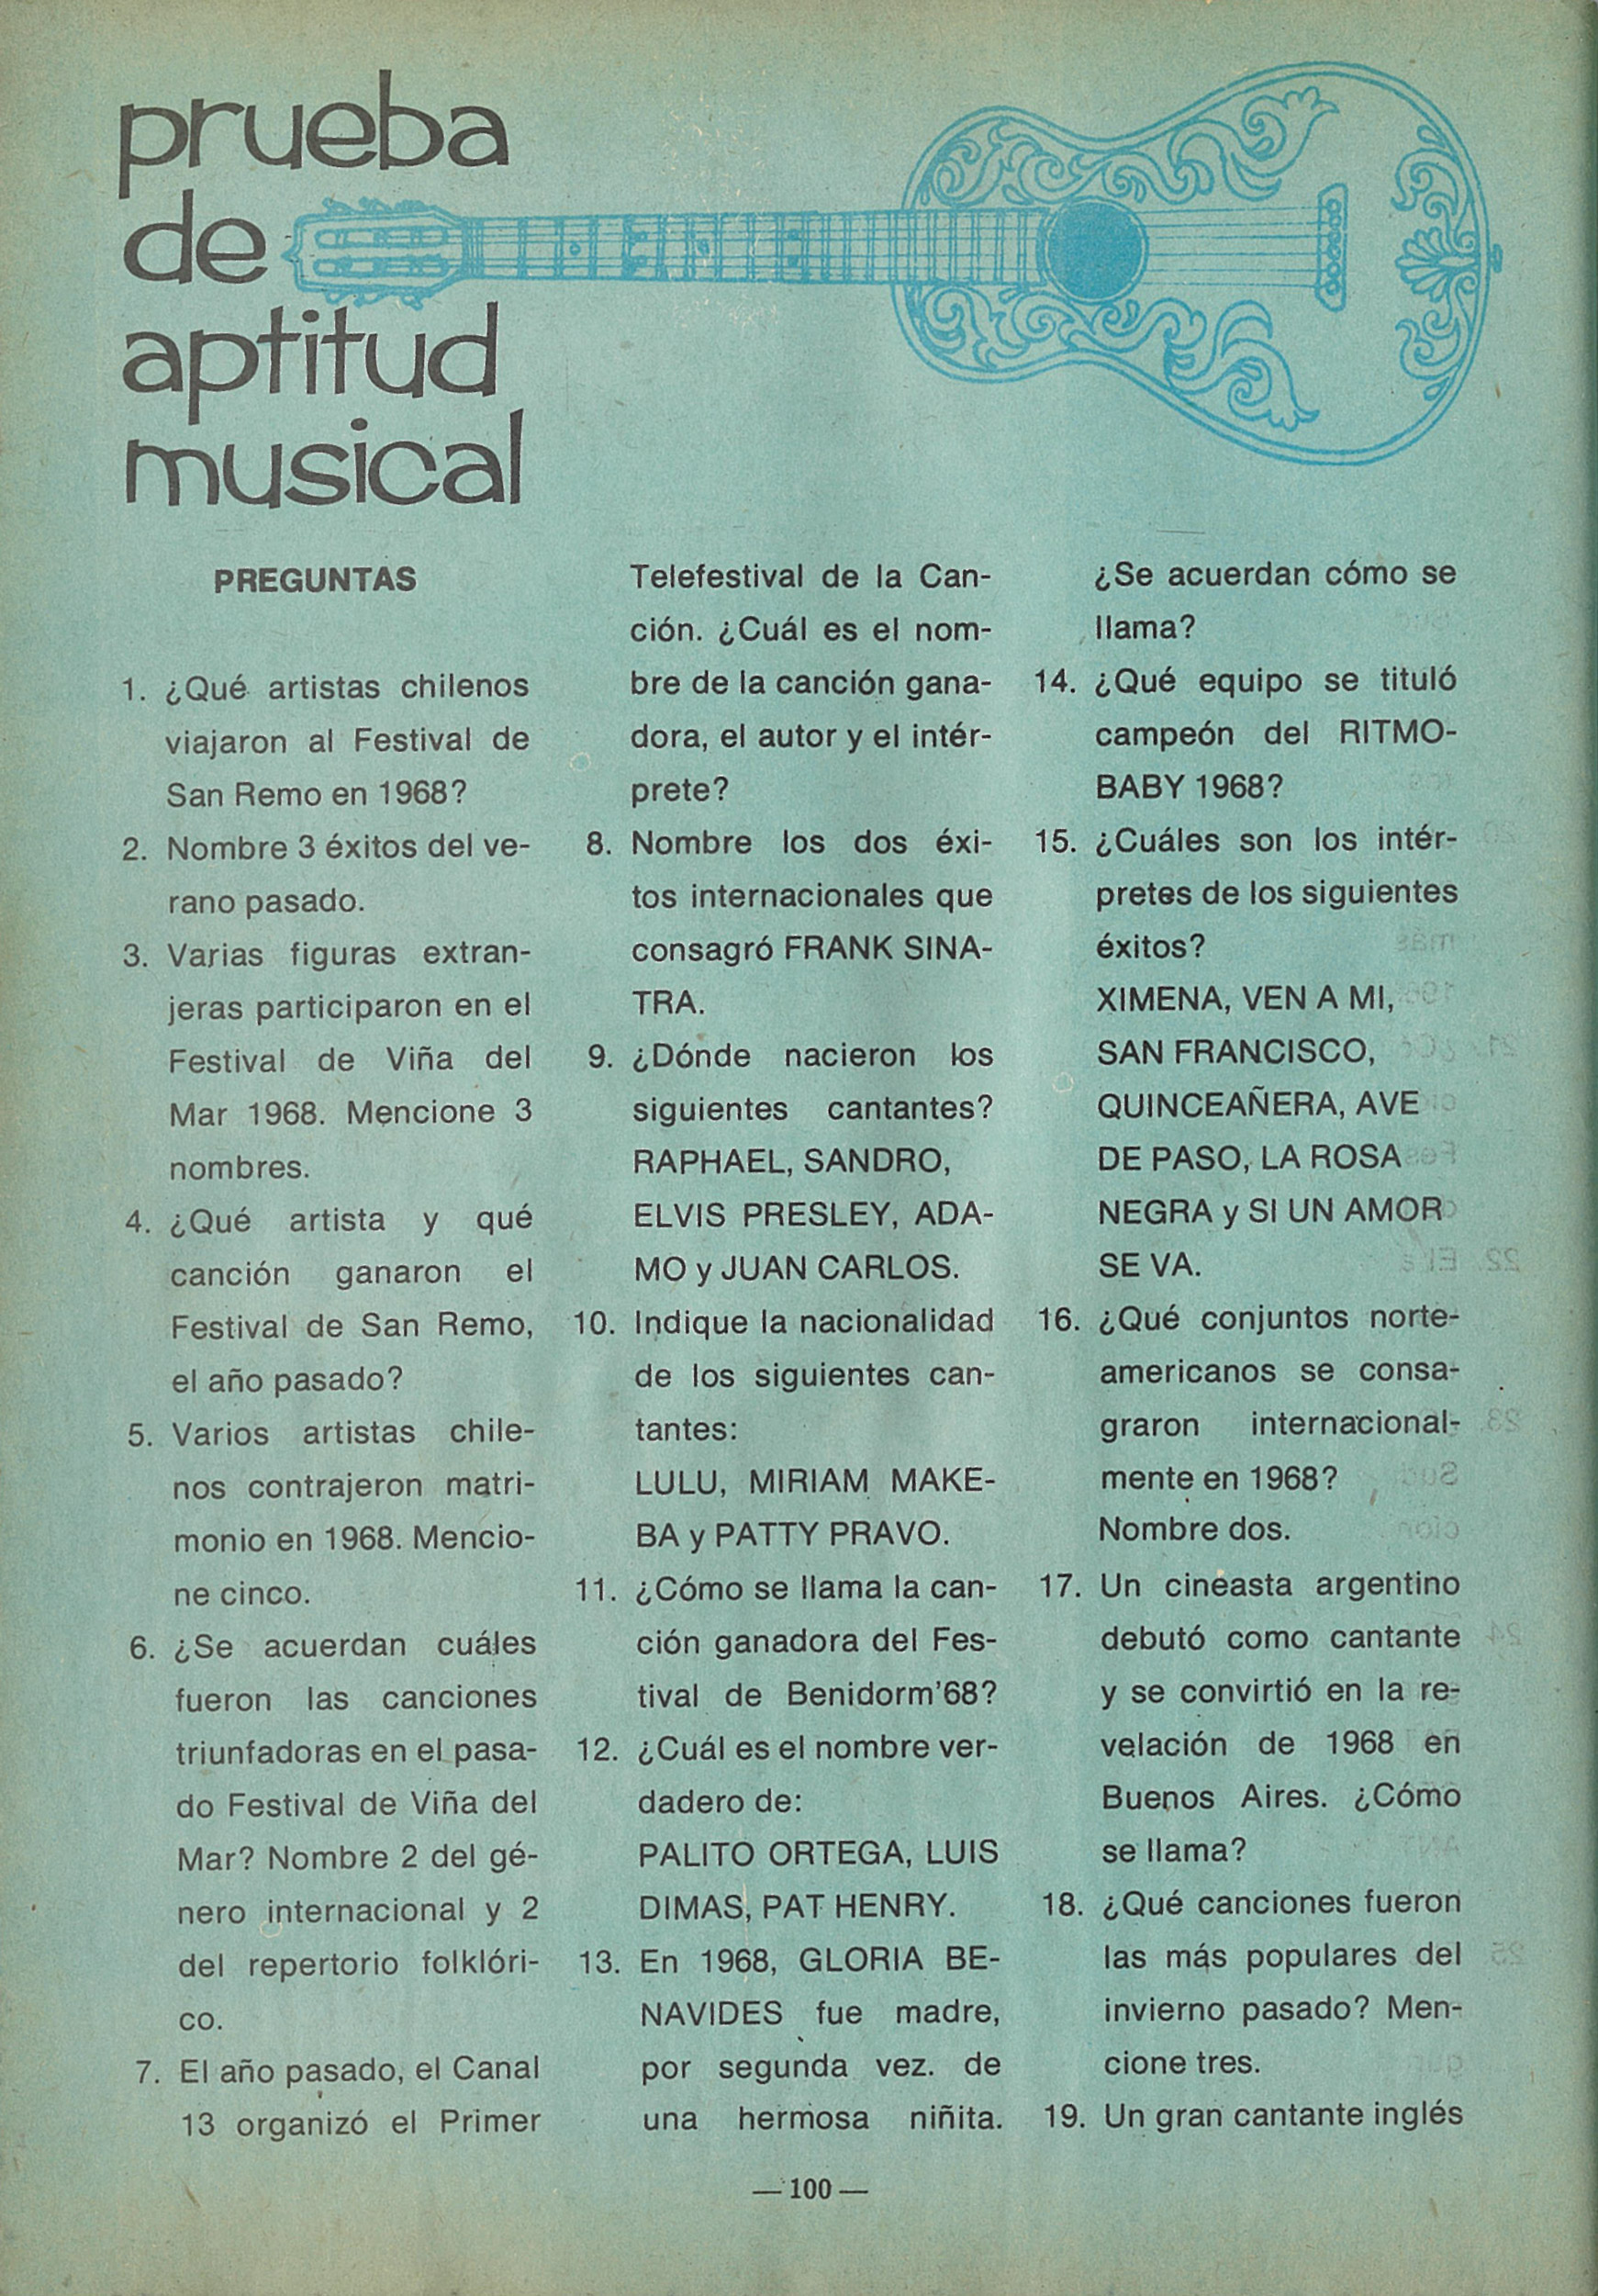 prueba
de
aptitud
musical
PREGUNTAS
1. ¿Qué artistas chilenos
viajaron al Festival de
San Remo en 1968?
2. Nombre 3 éxitos del ve-
rano pasado.
3. Varias figuras extran-
jeras participaron en el
Festival de Viña del
Mar 1968. Mencione 3
nombres.
4. ¿Qué artista y qué
canción ganaron el
Festival de San Remo,
el año pasado?
5. Varios artistas chile-
nos contrajeron matri-
monio en 1968. Mencio-
ne cinco.
6. ¿Se acuerdan cuáles
fueron las canciones
triunfadoras en el pasa-
do Festival de Viña del
Mar? Nombre 2 del gé-
nero internacional y 2
del repertorio folklóri-
co.
7. El año pasado, el Canal
13 organizó el Primer
Telefestival de la Can-
ción. ¿Cuál es el nom-
bre de la canción gana-
dora, el autor y el intér-
prete?
8. Nombre los dos éxi-
tos internacionales que
consagró FRANK SINA-
TRA.
9. ¿Dónde nacieron los
siguientes cantantes?
RAPHAEL, SANDRO,
ELVIS PRESLEY, ADA-
MO y JUAN CARLOS.
10. Indique la nacionalidad
de los siguientes can-
tantes:
LULU, MIRIAM MAKE-
BA y PATTY PRAVO.
11. ¿Cómo se llama la can-
ción ganadora del Fes-
tival de Benidorm'68?
12. ¿Cuál es el nombre ver-
dadero de:
PALITO ORTEGA, LUIS
DIMAS, PAT HENRY.
13. En 1968, GLORIA BE-
NAVIDES fue madre,
por segunda vez. de
una hermosa niñita.
¿Se acuerdan cómo se
llama?
14. ¿Qué equipo se tituló
campeón del RITMO-
BABY 1968?
15. ¿Cuáles son los intér-
pretes de los siguientes
éxitos?
XIMENA, VEN A MI,
SAN FRANCISCO,
QUINCEAÑERA, AVE
DE PASO, LA ROSA
NEGRA y SI UN AMOR
SE VA.
16. ¿Qué conjuntos norte-
americanos se consa-
graron internacional-
mente en 1968?
Nombre dos.
17. Un cineasta argentino
debutó como cantante
y se convirtió en la re-
velación de 1968 en
Buenos Aires. ¿Cómo
se llama?
18. ¿Qué canciones fueron
las más populares del
invierno pasado? Men-
cione tres.
19. Un gran cantante inglés
— 100 —